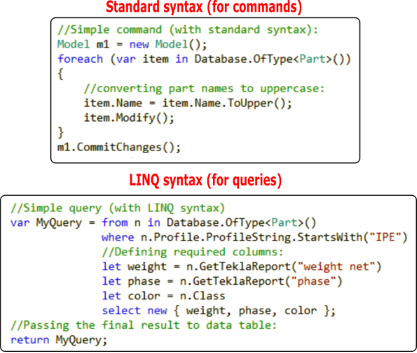 Standard syntax (for commands)
//Simple command (with standard syntax):
Model m1 = new Model();
foreach (var item in Database.OfType<Part>())
{
//converting part names to uppercase:
item.Name = item.Name.ToUpper();
item.Modify();
}
m1.CommitChanges();
LINQ syntax (for queries)
//Simple query (with LINQ syntax)
var MyQuery = from n in Database.OfType<Part>()
where n.Profile.ProfileString.StartsWith("IPE")
//Defining required columns:
let weight = n.GetTeklaReport("weight net")
let phase = n.GetTeklaReport("phase")
let color = n.Class
select new { weight, phase, color };
//Passing the final result to data table:
return MyQuery;